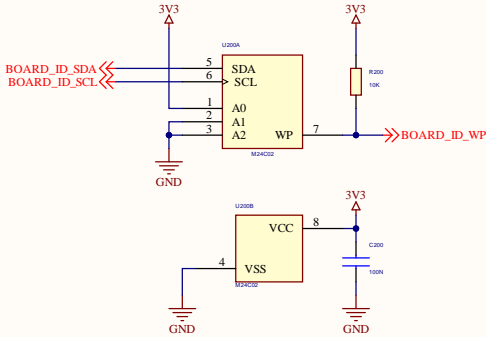 3V3
3V3
U200A
BOARD_ID_SDA
5
SDA
BOARD_ID_SCL
6
SCL
R200
10K
1
A0
2
A1
3
A2
WP
7
BOARD_ID_WP
M24C02
GND
3V3
U200B
VCC
8
C200
100N
4
VSS
M24C02
GND
GND